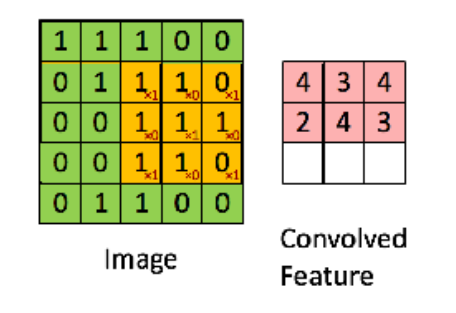 1 1 1 0 0
0 1 1×1 1×0 0×1
0 0 1×0 1×1 1×0
0 0 1×1 1×0 0×1
0 1 1 0 0
Image
4 3 4
2 4 3
Convolved
Feature